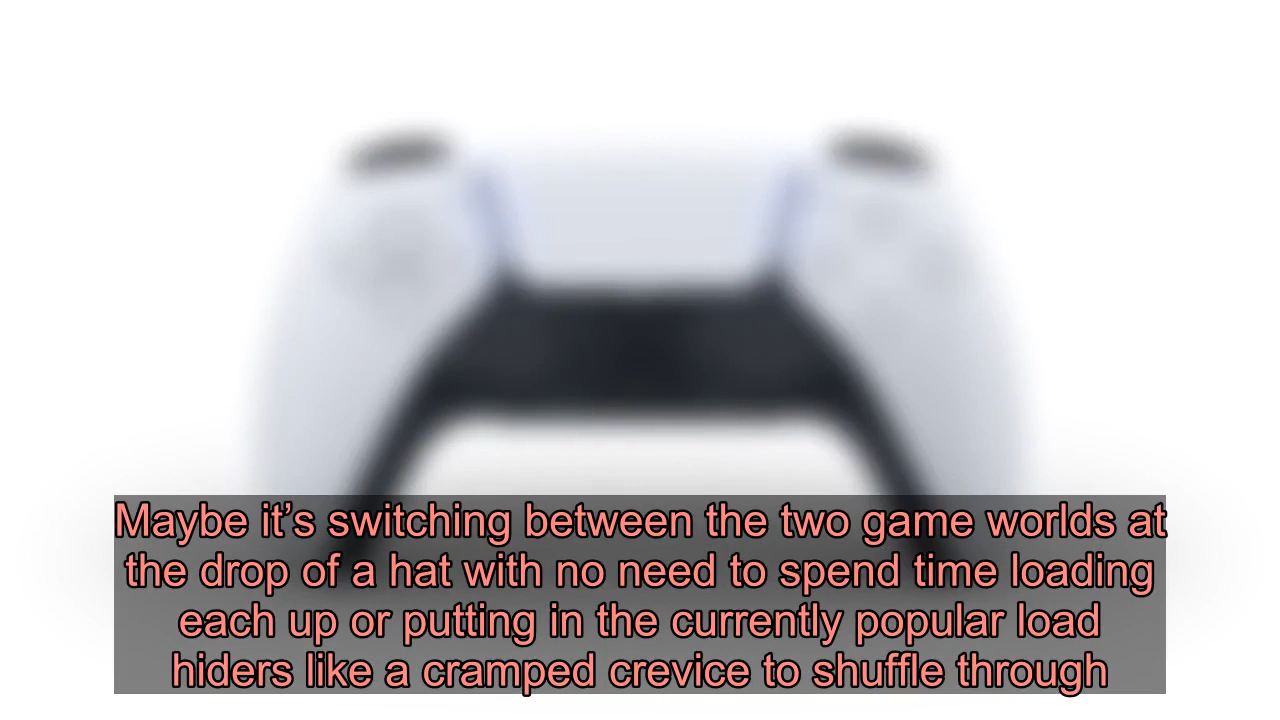 Maybe it’s switching between the two game worlds at
the drop of a hat with no need to spend time loading
each up or putting in the currently popular load
hiders like a cramped crevice to shuffle through